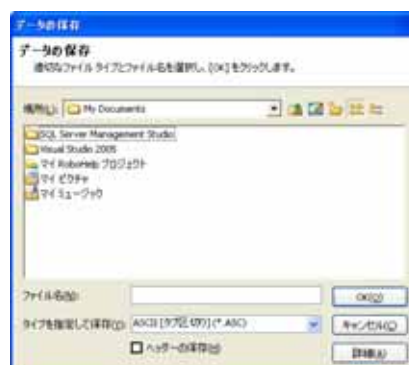 データの保存
データの保存
適切なファイル タイプとファイル名を選択し、[OK] をクリックします。
場所(L): My Documents
SQL Server Management Studio
Visual Studio 2005
マイ RoboHelp プロジェクト
マイ ピクチャ
マイ ミュージック
ファイル名(N):
OK(O)
タイプを指定して保存(T): ASCII [タブ区切り] (*.ASC)
キャンセル(C)
ヘッダーの保存(H)
詳細(A)